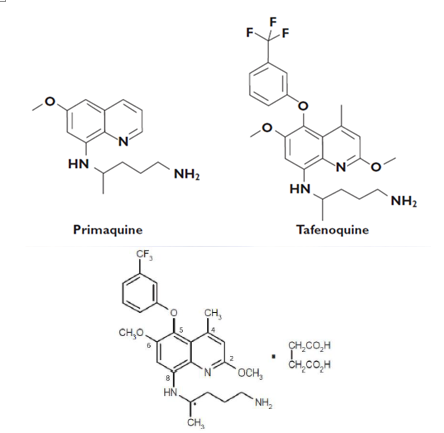 F
F
F
O
N
HN
NH₂
Primaquine
O
O
N
O
HN
NH₂
Tafenoquine
CF₃
O
CH₃
CH₃O
5
4
6
2
8
N
OCH₃
HN
NH₂
CH₃
CH₂CO₂H
CH₂CO₂H